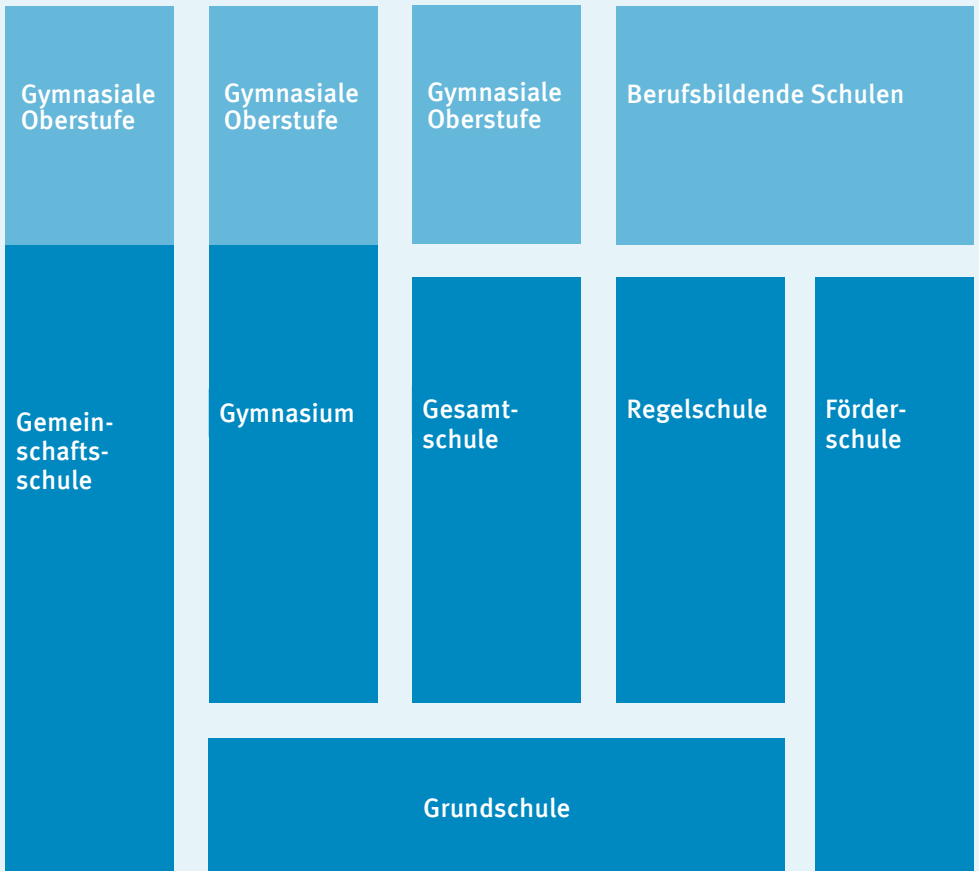 Gymnasiale
Oberstufe
Gymnasiale
Oberstufe
Gymnasiale
Oberstufe
Berufsbildende Schulen
Gemein-
schafts-
schule
Gymnasium
Gesamt-
schule
Regelschule
Förder-
schule
Grundschule